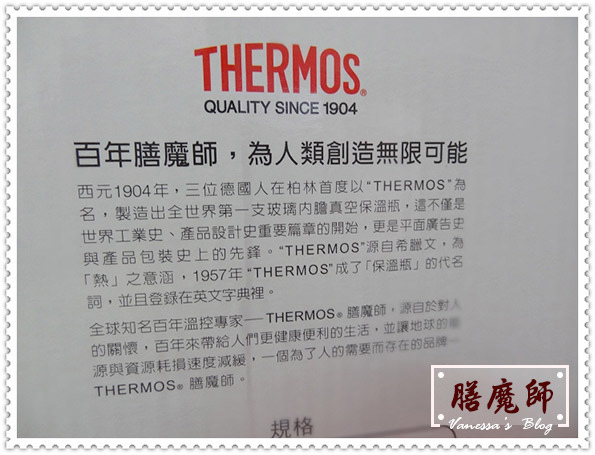 THERMOS®
QUALITY SINCE 1904
百年膳魔師，為人類創造無限可能
西元1904年，三位德國人在柏林首度以“THERMOS”為
名，製造出全世界第一支玻璃內膽真空保溫瓶，這不僅是
世界工業史、產品設計史重要篇章的開始，更是平面廣告史
與產品包裝史上的先鋒。“THERMOS”源自希臘文，為
「熱」之意涵，1957年“THERMOS”成了「保溫瓶」的代名
詞，並且登錄在英文字典裡。
全球知名百年溫控專家—THERMOS® 膳魔師，源自於對人
的關懷，百年來帶給人們更健康便利的生活，並讓地球的
源與資源耗損速度減緩，一個為了人的需要而存在的品牌—
THERMOS® 膳魔師。
規格
膳魔師
Vanessa's Blog